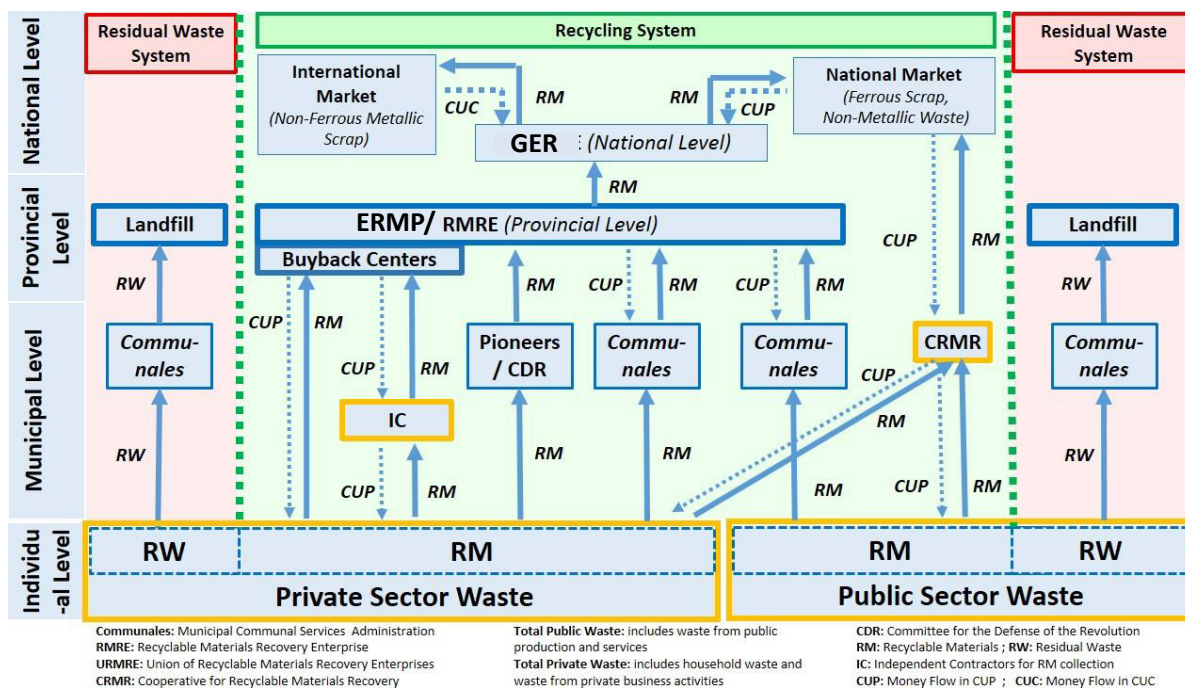 National Level
Provincial
Level
Municipal Level
Individu
-al Level
Residual Waste
System
Recycling System
Residual Waste
System
International
Market
(Non-Ferrous Metallic
Scrap)
CUC
RM
RM
CUP
National Market
(Ferrous Scrap,
Non-Metallic Waste)
GER (National Level)
RM
Landfill
ERMP/ RMRE (Provincial Level)
Buyback Centers
Landfill
CUP
RM
RW
RM
CUP
RM
CUP
RM
RW
CUP
RM
Commu-
nales
CUP
RM
Pioneers
/ CDR
Commu-
nales
Commu-
nales
CRMR
Commu-
nales
CUP
IC
RM
RW
CUP
RM
RM
RM
RM
CUP
RM
RW
RW
RM
RM
RW
Private Sector Waste
Public Sector Waste
Communales: Municipal Communal Services Administration
RMRE: Recyclable Materials Recovery Enterprise
URMRE: Union of Recyclable Materials Recovery Enterprises
CRMR: Cooperative for Recyclable Materials Recovery
Total Public Waste: includes waste from public
production and services
Total Private Waste: includes household waste and
waste from private business activities
CDR: Committee for the Defense of the Revolution
RM: Recyclable Materials ; RW: Residual Waste
IC: Independent Contractors for RM collection
CUP: Money Flow in CUP ; CUC: Money Flow in CUC